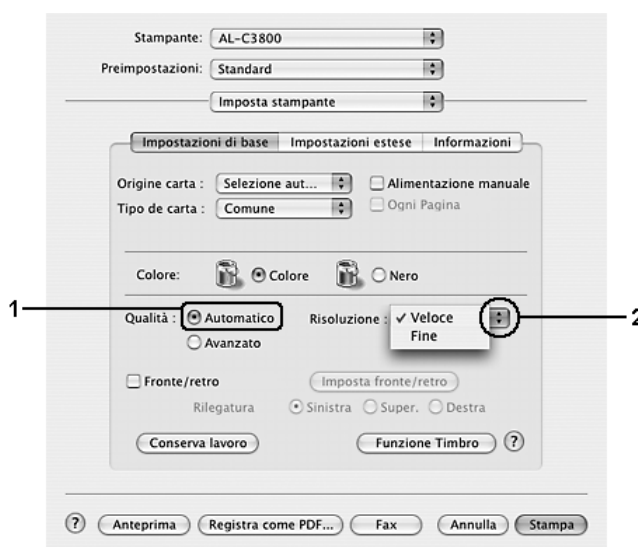 Stampante: AL-C3800
Preimpostazioni: Standard
Imposta stampante
Impostazioni di base Impostazioni estese Informazioni
Origine carta : Selezione aut... Alimentazione manuale
Tipo de carta : Comune Ogni Pagina
Colore: Colore Nero
1 Qualità : Automatico Risoluzione : ✓ Veloce 2
Avanzato Fine
Fronte/retro Imposta fronte/retro
Rilegatura Sinistra Super. Destra
Conserva lavoro Funzione Timbro ?
? Anteprima Registra come PDF... Fax Annulla Stampa